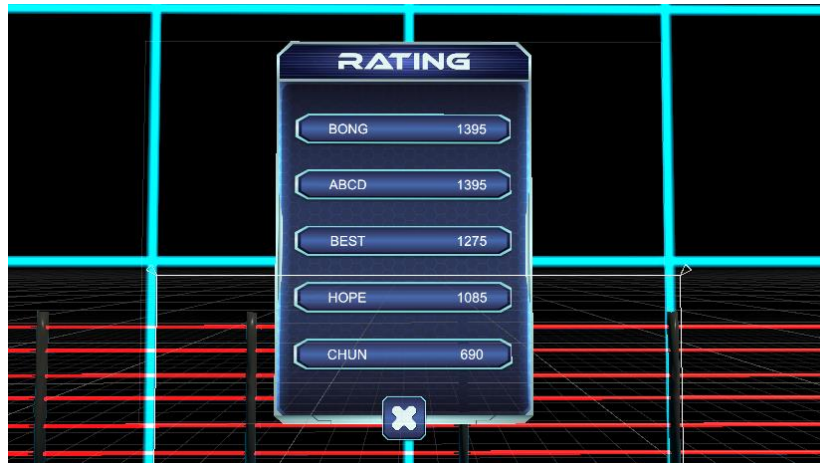 RATING
BONG 1395
ABCD 1395
BEST 1275
HOPE 1085
CHUN 690